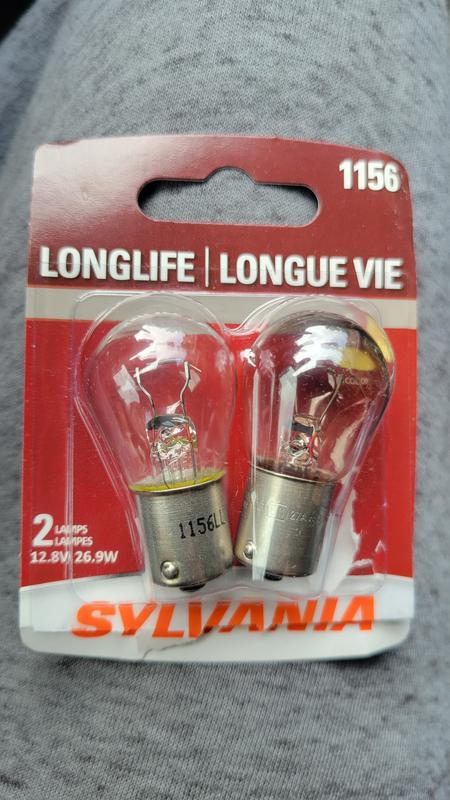 1156
LONGLIFE | LONGUE VIE
1156LL
2 LAMPS
LAMPES
12.8V 26.9W
SYLVANIA